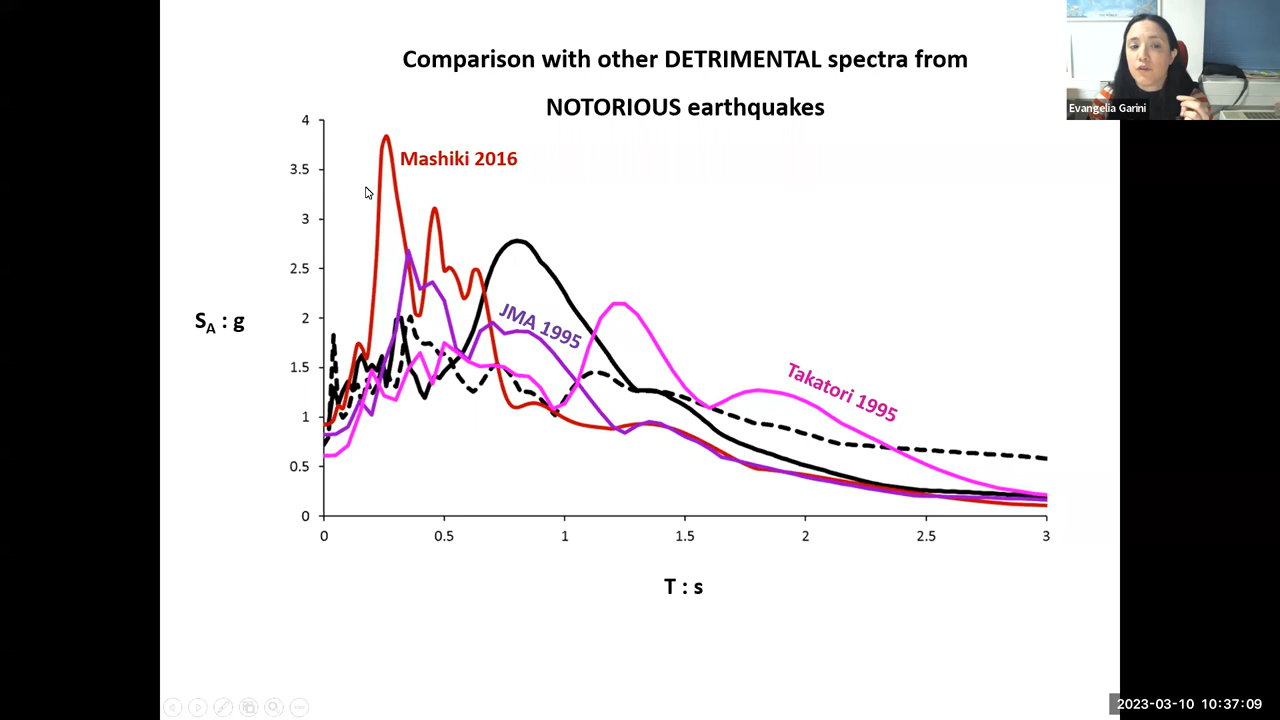 Comparison with other DETRIMENTAL spectra from
NOTORIOUS earthquakes
Evangelia Garini
4
3.5
3
2.5
2
1.5
1
0.5
0
Mashiki 2016
JMA 1995
Takatori 1995
SA : g
0 0.5 1 1.5 2 2.5 3
T : s
2023-03-10 10:37:09